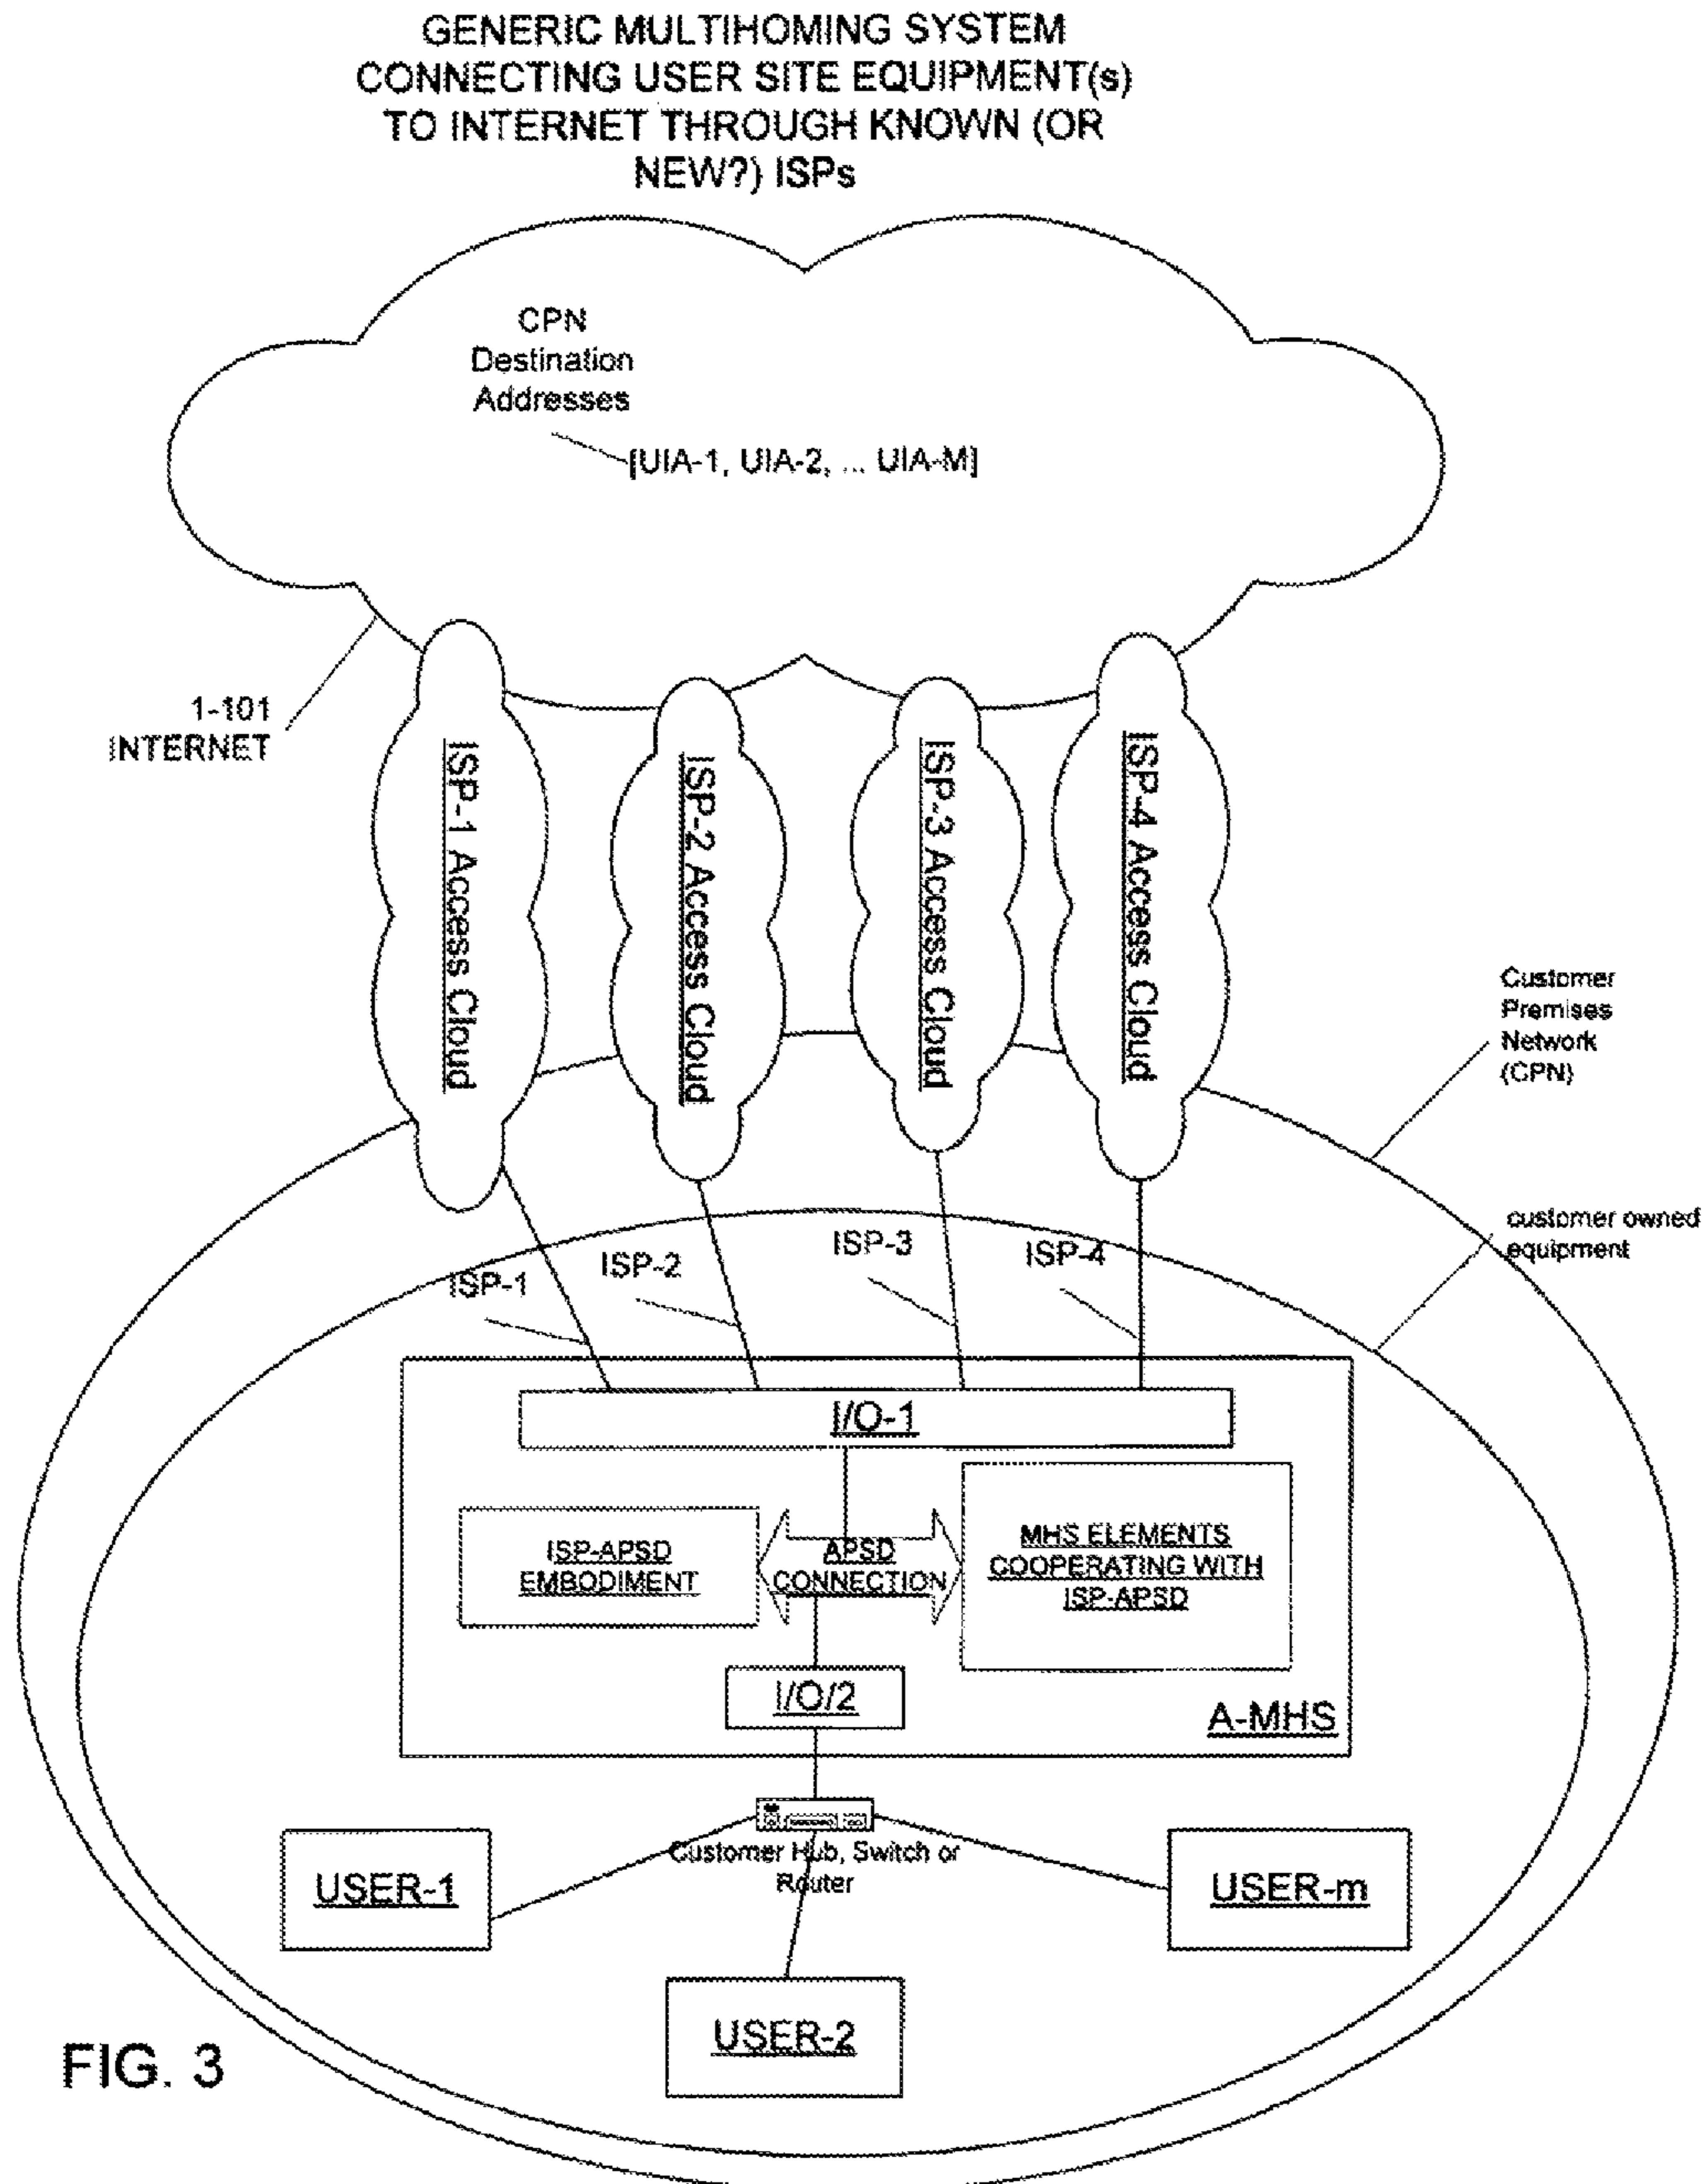 GENERIC MULTIHOMING SYSTEM
CONNECTING USER SITE EQUIPMENT(s)
TO INTERNET THROUGH KNOWN (OR
NEW?) ISPs
CPN
Destination
Addresses
[UIA-1, UIA-2, ... UIA-M]
1-101
INTERNET
ISP-1 Access Cloud
ISP-2 Access Cloud
ISP-3 Access Cloud
ISP-4 Access Cloud
Customer
Premises
Network
(CPN)
customer owned
equipment
ISP-1
ISP-2
ISP-3
ISP-4
I/O-1
ISP-APSD
EMBODIMENT
APSD
CONNECTION
MHS ELEMENTS
COOPERATING WITH
ISP-APSD
I/O/2
A-MHS
Customer Hub, Switch or
Router
USER-1
USER-m
USER-2
FIG. 3